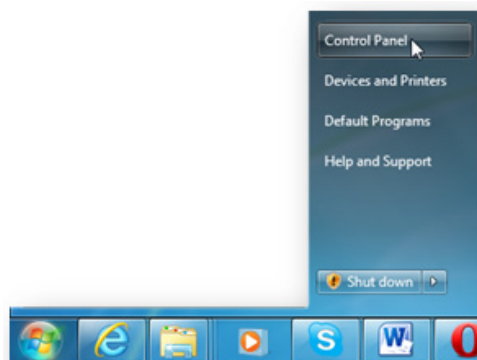 Control Panel
Devices and Printers
Default Programs
Help and Support
Shut down